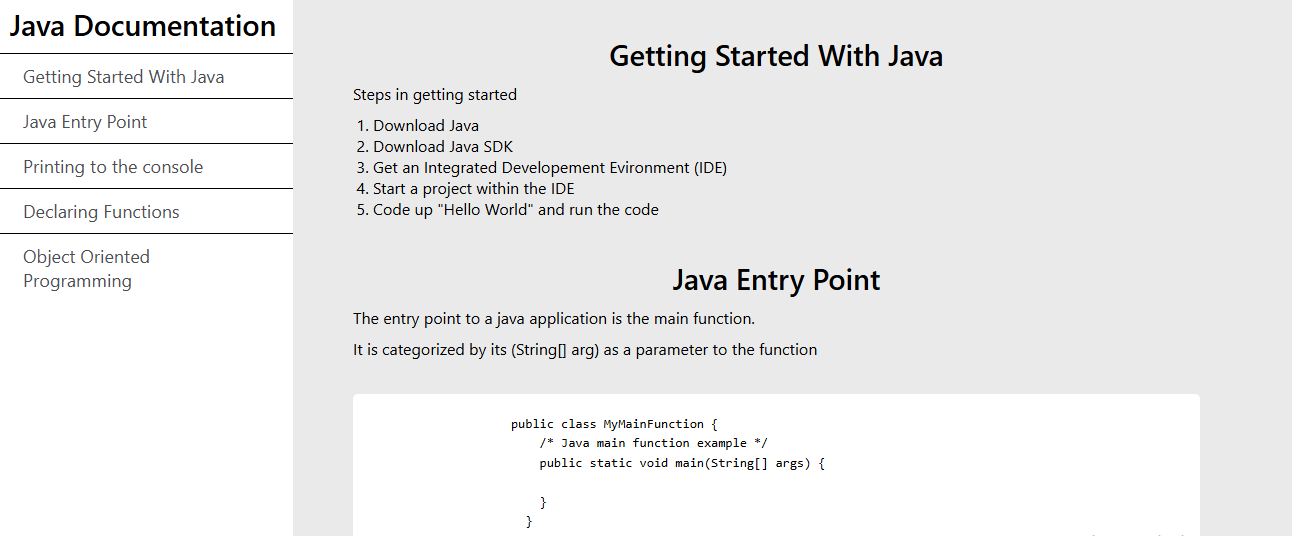 Java Documentation
Getting Started With Java
Java Entry Point
Printing to the console
Declaring Functions
Object Oriented
Programming
Getting Started With Java
Steps in getting started
1. Download Java
2. Download Java SDK
3. Get an Integrated Developement Evironment (IDE)
4. Start a project within the IDE
5. Code up "Hello World" and run the code
Java Entry Point
The entry point to a java application is the main function.
It is categorized by its (String[] arg) as a parameter to the function
public class MyMainFunction {
/* Java main function example */
public static void main(String[] args) {
}
}